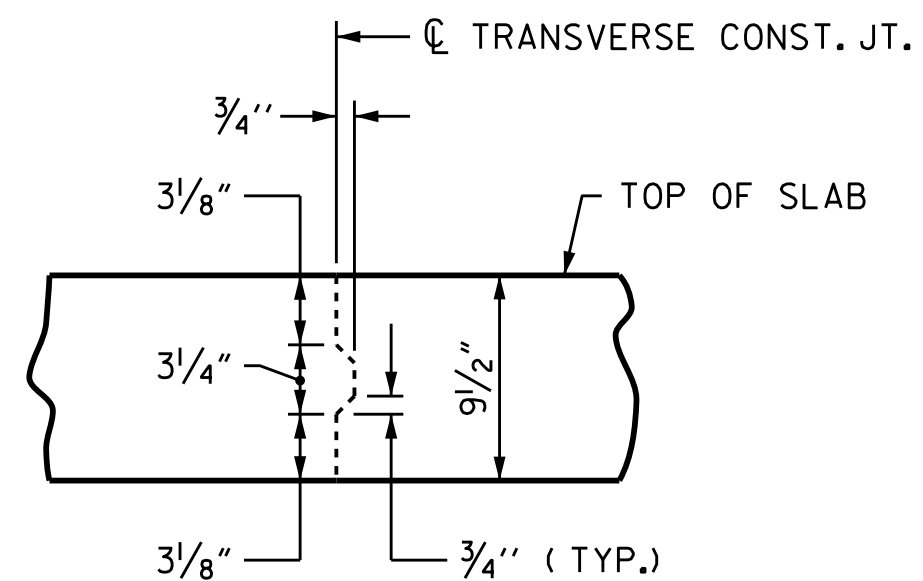 ℄ TRANSVERSE CONST. JT.
3/4"
3 1/8"
TOP OF SLAB
3 1/4"
9 1/2"
3 1/8"
3/4" (TYP.)